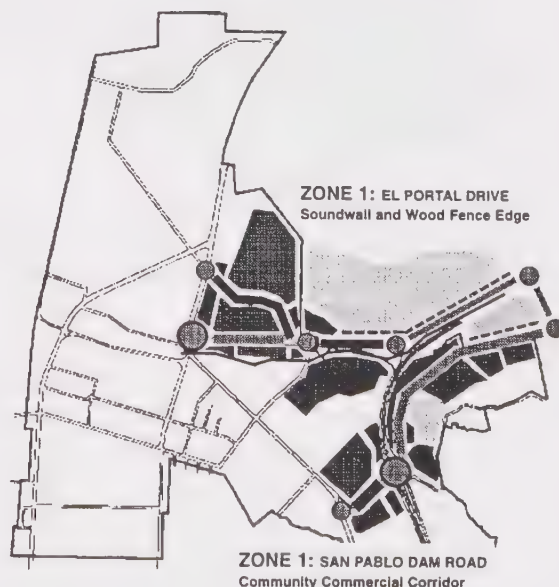 ZONE 1: EL PORTAL DRIVE
Soundwall and Wood Fence Edge
ZONE 1: SAN PABLO DAM ROAD
Community Commercial Corridor